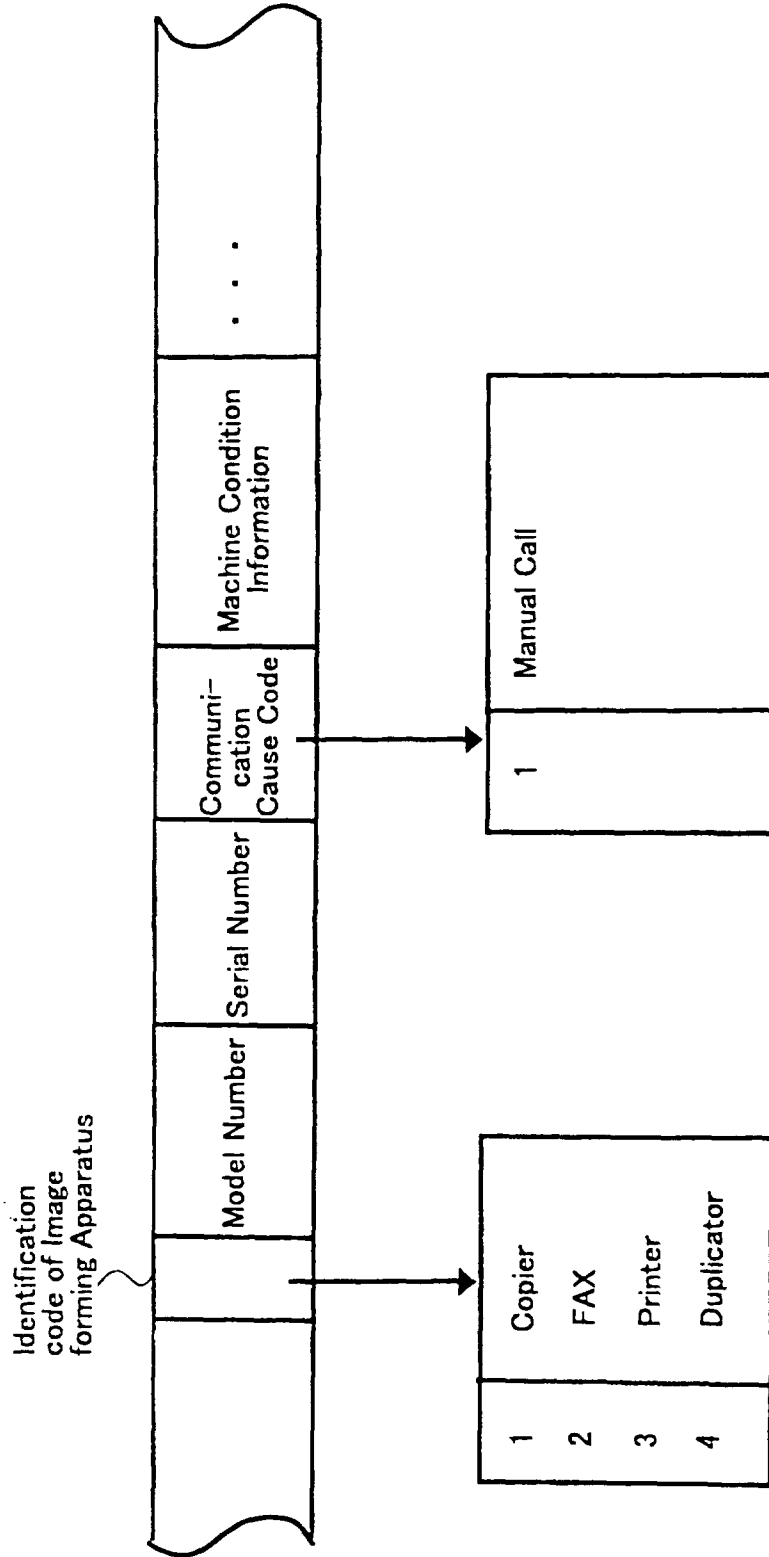 Identification
code of Image
forming Apparatus
Model Number
Serial Number
Communi-
cation
Cause Code
Machine Condition
Information
. . .
1 Copier
2 FAX
3 Printer
4 Duplicator
1 Manual Call